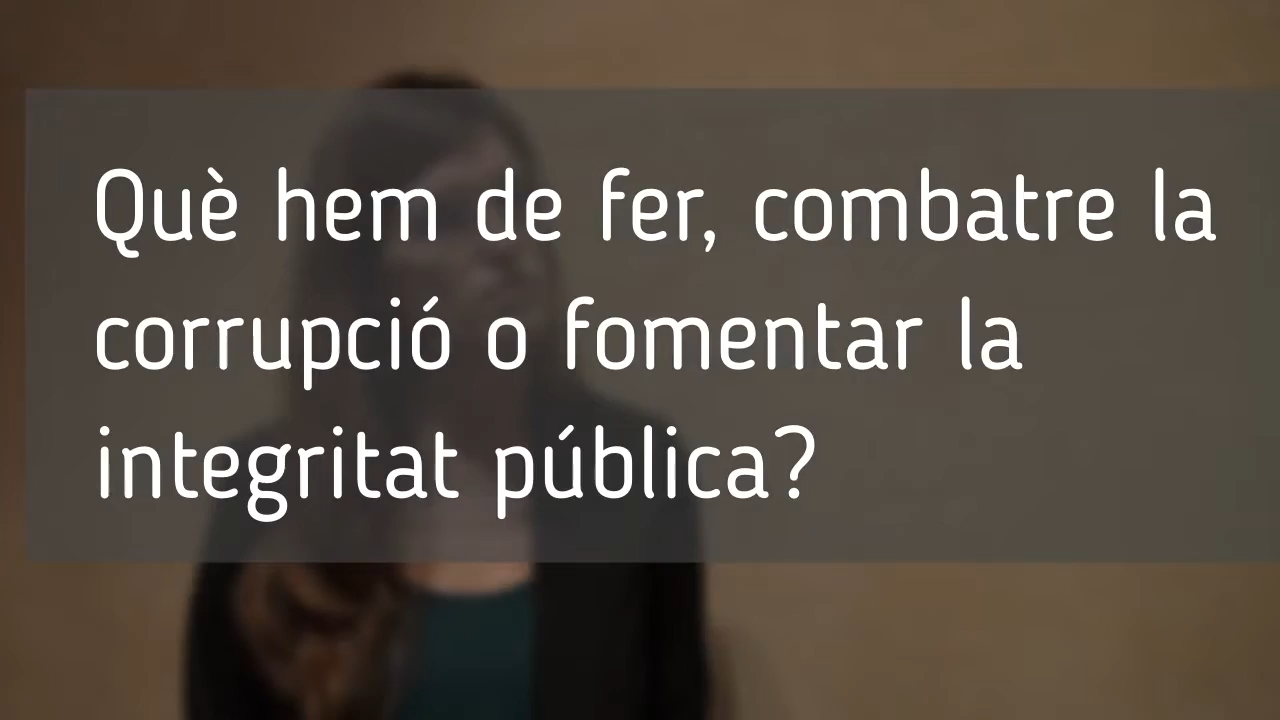 Què hem de fer, combatre la
corrupció o fomentar la
integritat pública?